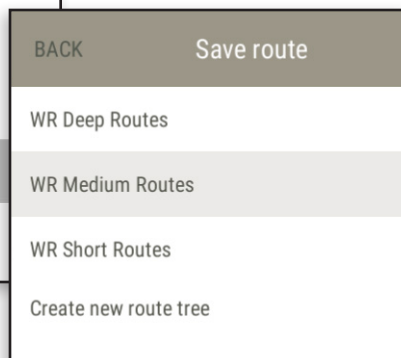 BACK Save route
WR Deep Routes
WR Medium Routes
WR Short Routes
Create new route tree